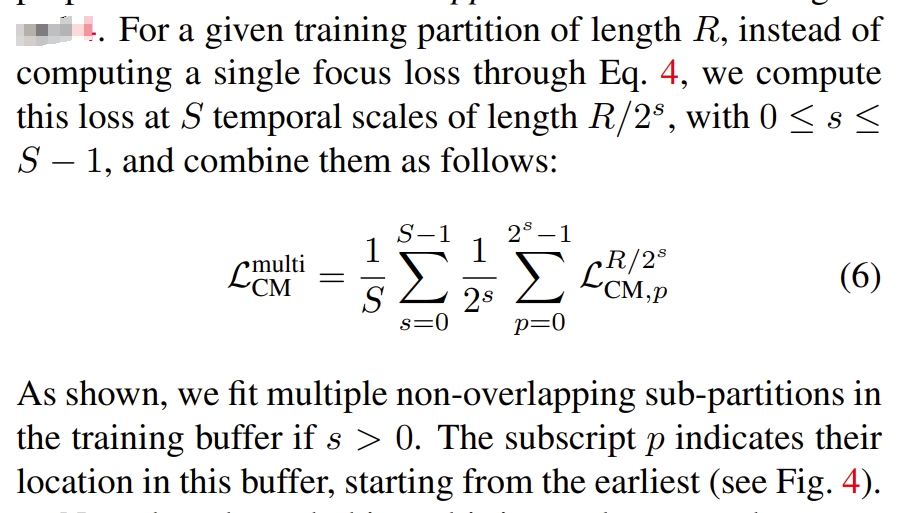 . For a given training partition of length R, instead of
computing a single focus loss through Eq. 4, we compute
this loss at S temporal scales of length R/2^s, with 0 ≤ s ≤
S − 1, and combine them as follows:
\mathcal{L}_{\text{CM}}^{\text{multi}} = \frac{1}{S} \sum_{s=0}^{S-1} \frac{1}{2^s} \sum_{p=0}^{2^s-1} \mathcal{L}_{\text{CM},p}^{R/2^s} (6)
As shown, we fit multiple non-overlapping sub-partitions in
the training buffer if s > 0. The subscript p indicates their
location in this buffer, starting from the earliest (see Fig. 4).